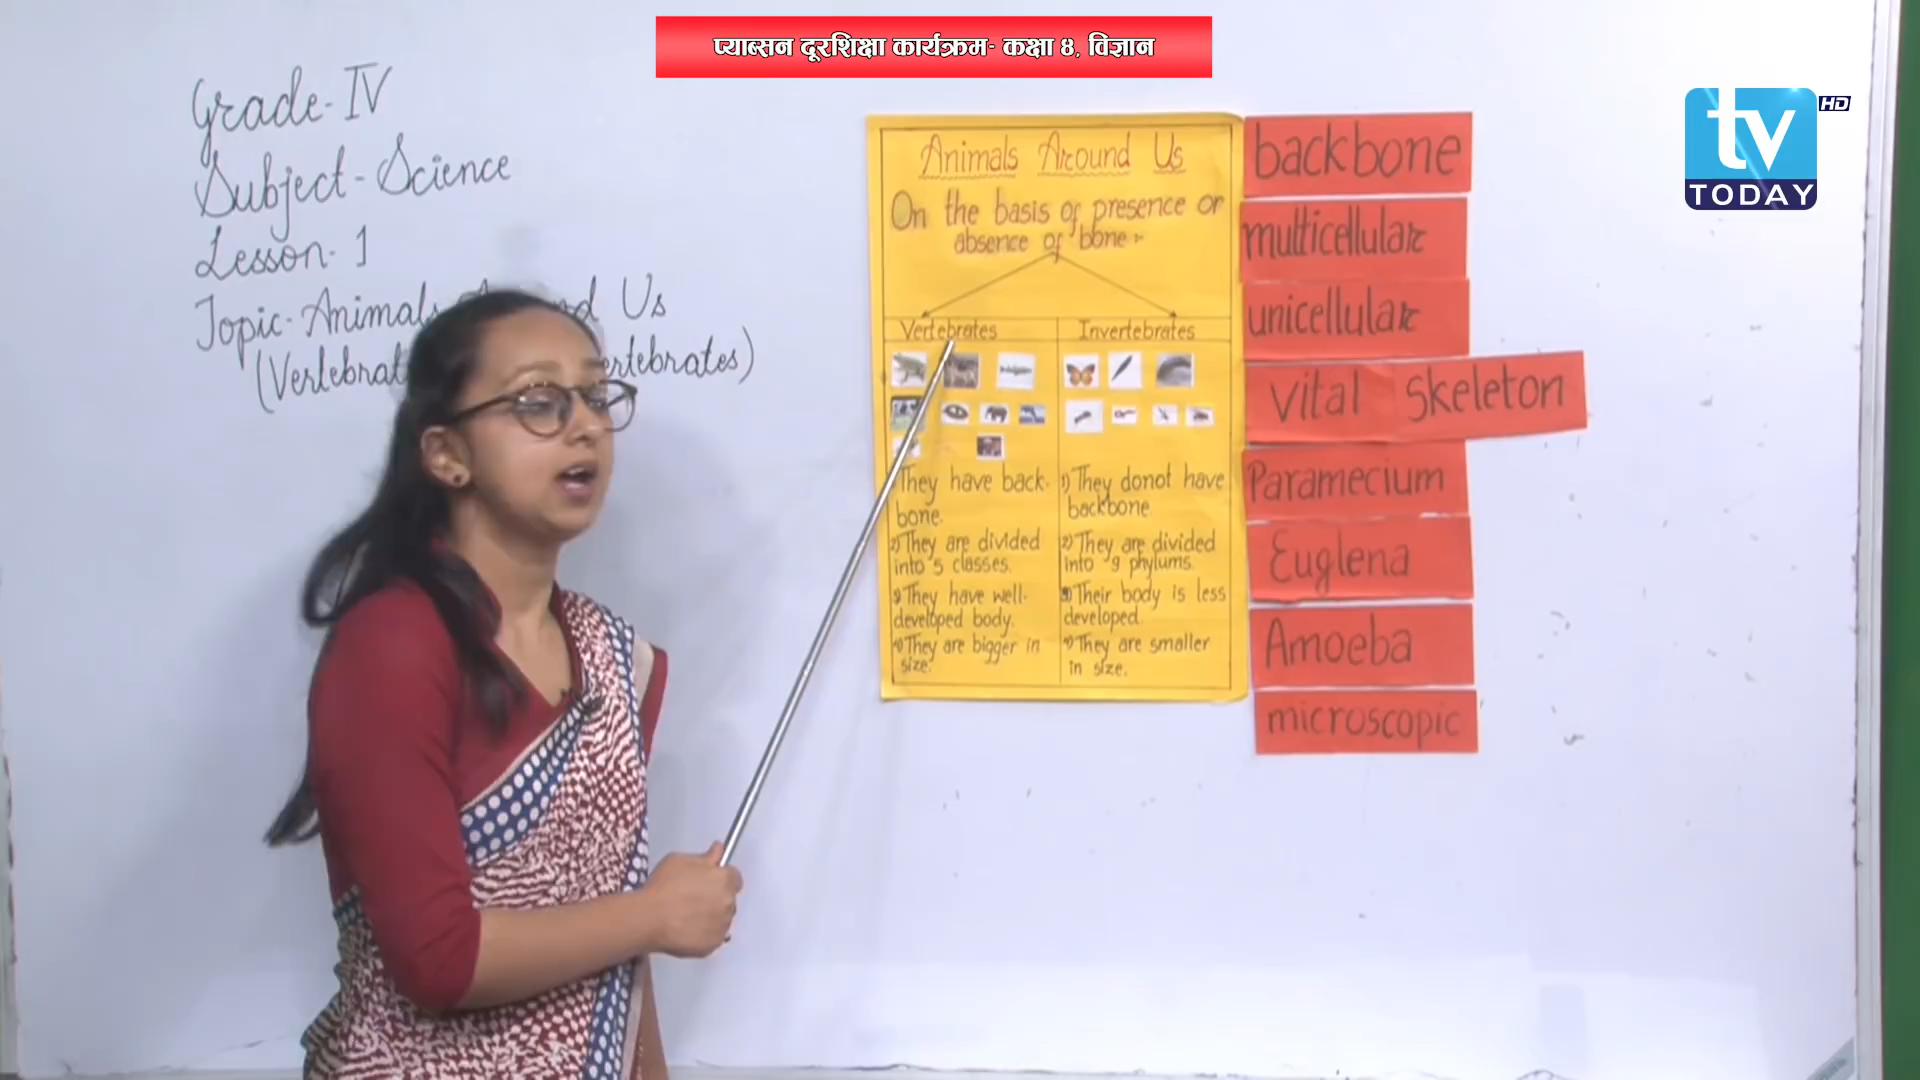 प्याब्सन दूरशिक्षा कार्यक्रम- कक्षा ४, विज्ञान
tv HD
TODAY
Grade-IV
Subject-Science
Lesson-1
Topic-Animals Around Us
(Vertebrat ertebrates)
Animals Around Us
On the basis of presence or
absence of bone:-
Vertebrates
Invertebrates
They have back-
bone.
2) They are divided
into 5 classes.
3) They have well-
developed body.
4) They are bigger in
size.
1) They donot have
backbone
2) They are divided
into 9 phylums.
3) Their body is less
developed.
4) They are smaller
in size.
backbone
multicellular
unicellular
Vital Skeleton
Paramecium
Euglena
Amoeba
microscopic